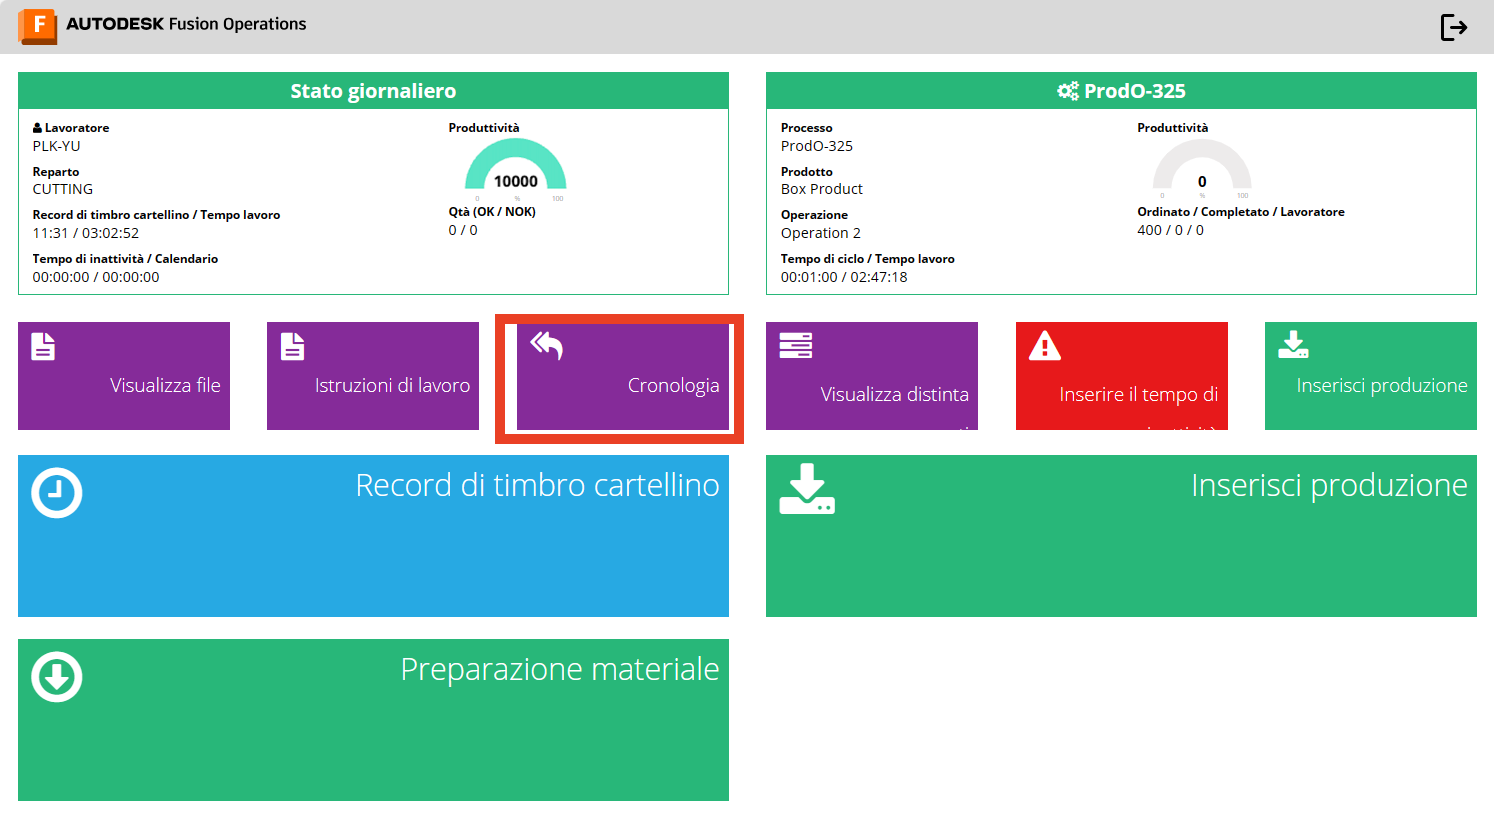 AUTODESK Fusion Operations
Stato giornaliero
Lavoratore
PLK-YU
Reparto
CUTTING
Record di timbro cartellino / Tempo lavoro
11:31 / 03:02:52
Tempo di inattività / Calendario
00:00:00 / 00:00:00
Produttività
10000
0 % 100
Qtà (OK / NOK)
0 / 0
ProdO-325
Processo
ProdO-325
Prodotto
Box Product
Operazione
Operation 2
Tempo di ciclo / Tempo lavoro
00:01:00 / 02:47:18
Produttività
0
0 % 100
Ordinato / Completato / Lavoratore
400 / 0 / 0
Visualizza file
Istruzioni di lavoro
Cronologia
Visualizza distinta
Inserire il tempo di
Inserisci produzione
Record di timbro cartellino
Inserisci produzione
Preparazione materiale